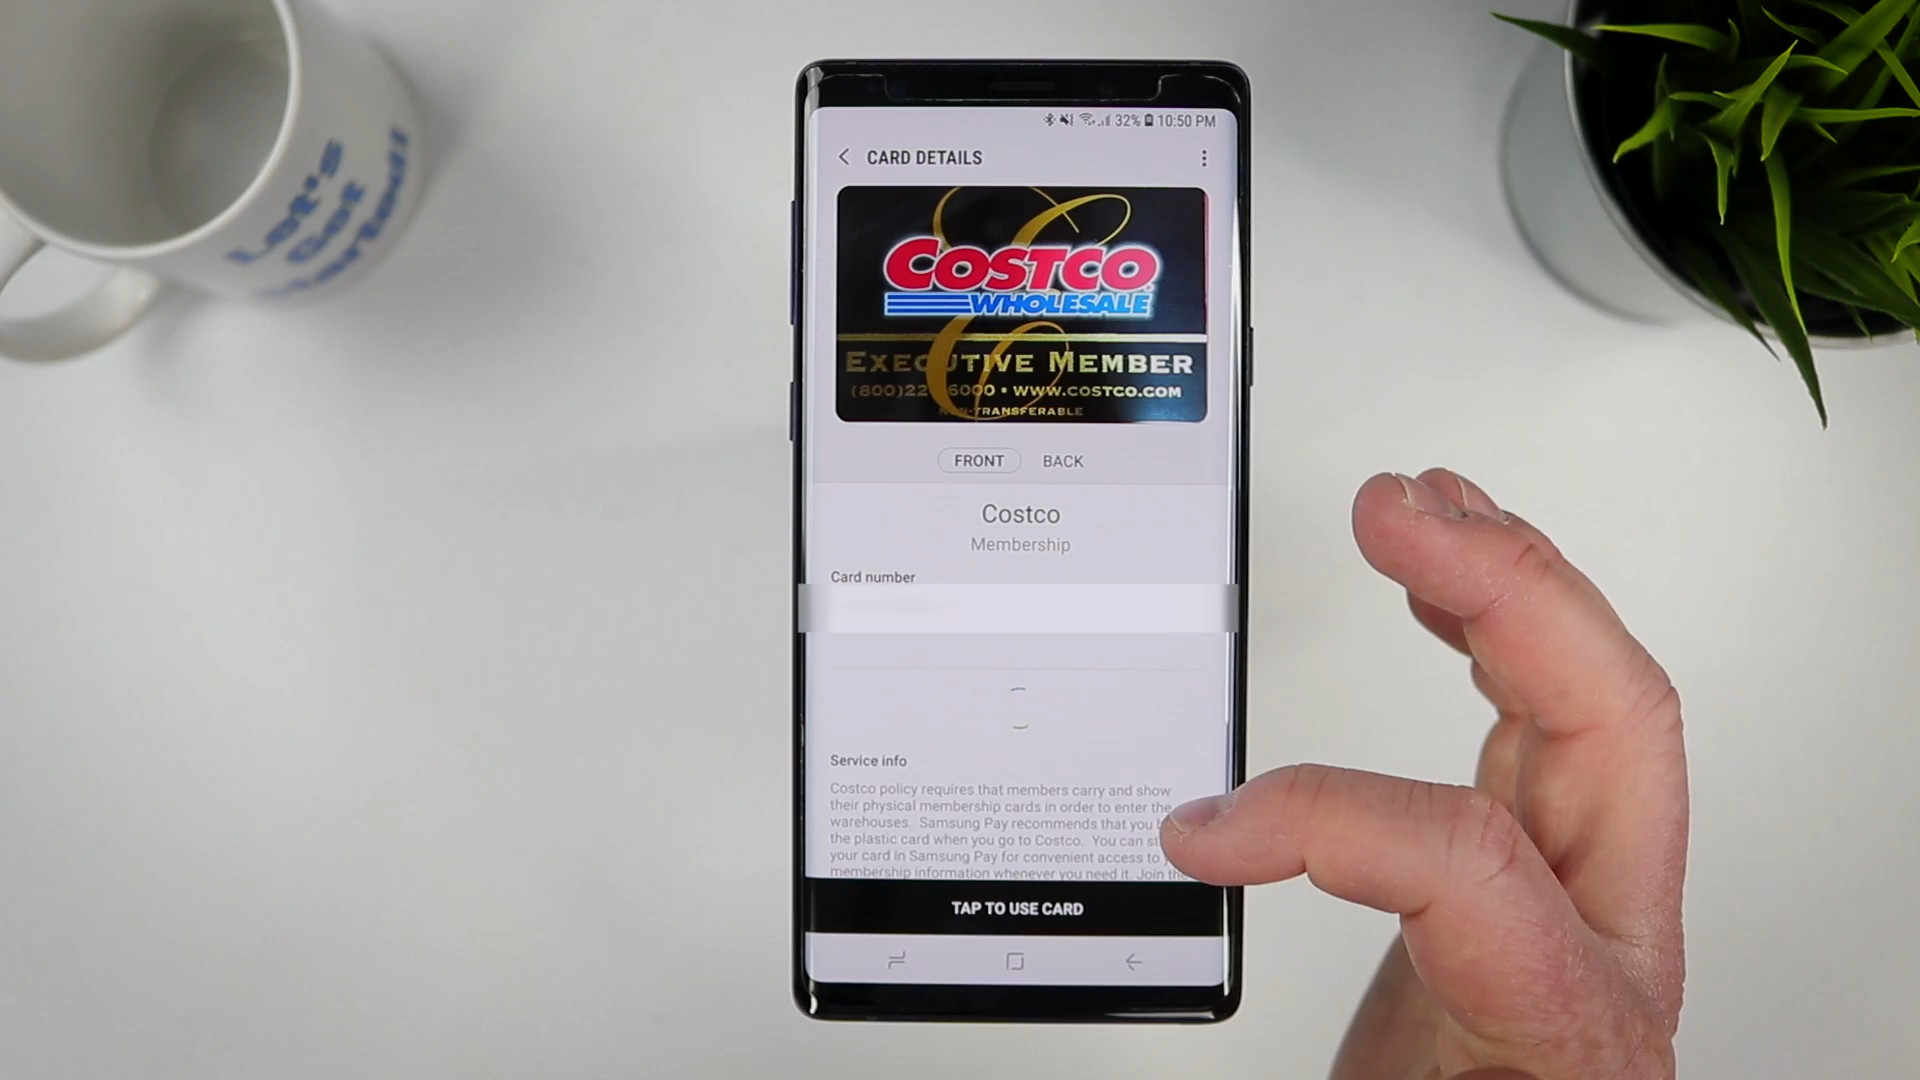 Let's
Get
Started!
32% 10:50 PM
CARD DETAILS
COSTCO
WHOLESALE
EXECUTIVE MEMBER
(800)22 6000 • WWW.COSTCO.COM
NON-TRANSFERABLE
FRONT BACK
Costco
Membership
Card number
Service info
Costco policy requires that members carry and show
their physical membership cards in order to enter the
warehouses. Samsung Pay recommends that you
the plastic card when you go to Costco. You can
your card in Samsung Pay for convenient access to
membership information whenever you need it. Join the
TAP TO USE CARD